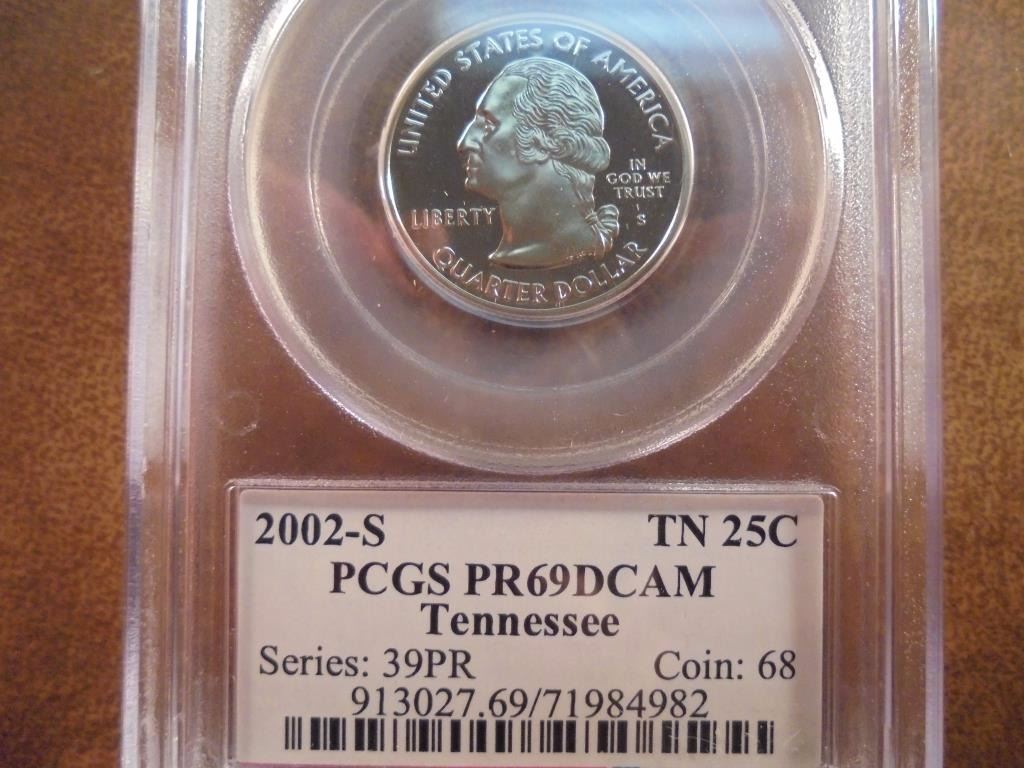 UNITED STATES OF AMERICA
IN
GOD WE
TRUST
LIBERTY
S
QUARTER DOLLAR
2002-S TN 25C
PCGS PR69DCAM
Tennessee
Series: 39PR Coin: 68
913027.69/71984982